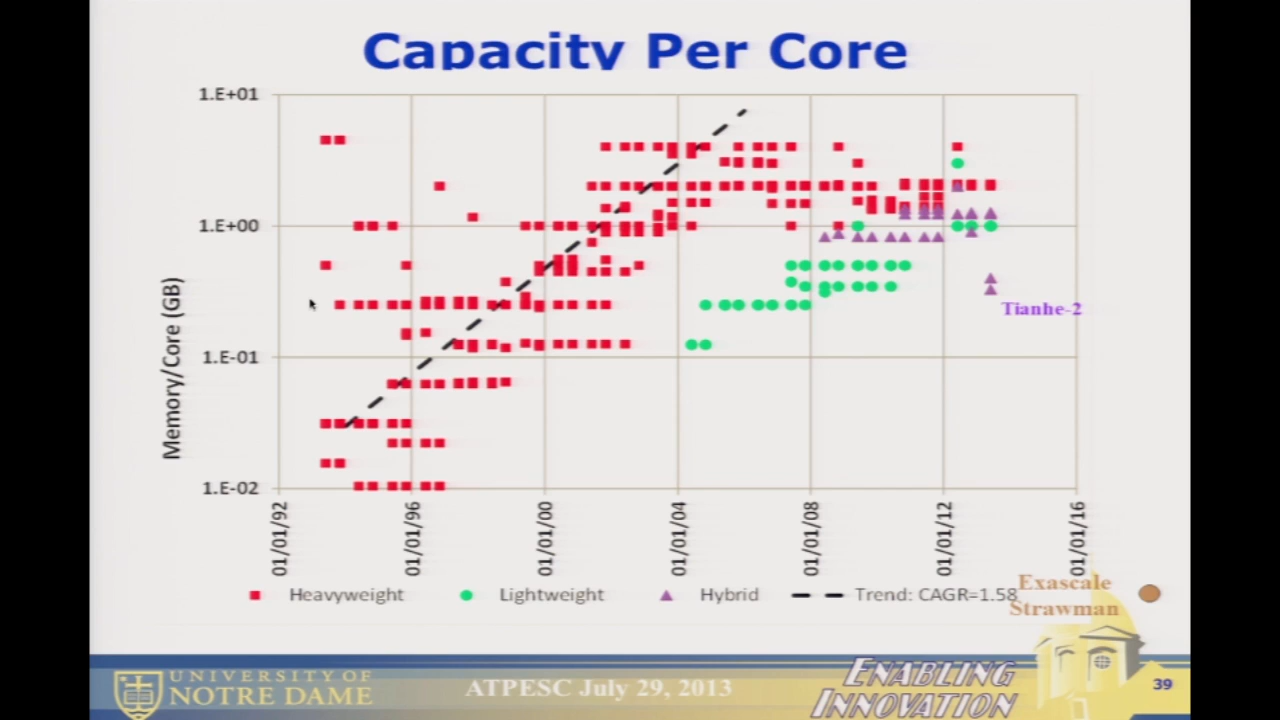 Capacity Per Core
Memory/Core (GB)
1.E+01
1.E+00
1.E-01
1.E-02
01/01/92
01/01/96
01/01/00
01/01/04
01/01/08
01/01/12
01/01/16
Tianhe-2
Heavyweight
Lightweight
Hybrid
Trend: CAGR=1.58
Exascale
Strawman
UNIVERSITY OF
NOTRE DAME
ATPESC July 29, 2013
ENABLING
INNOVATION
39